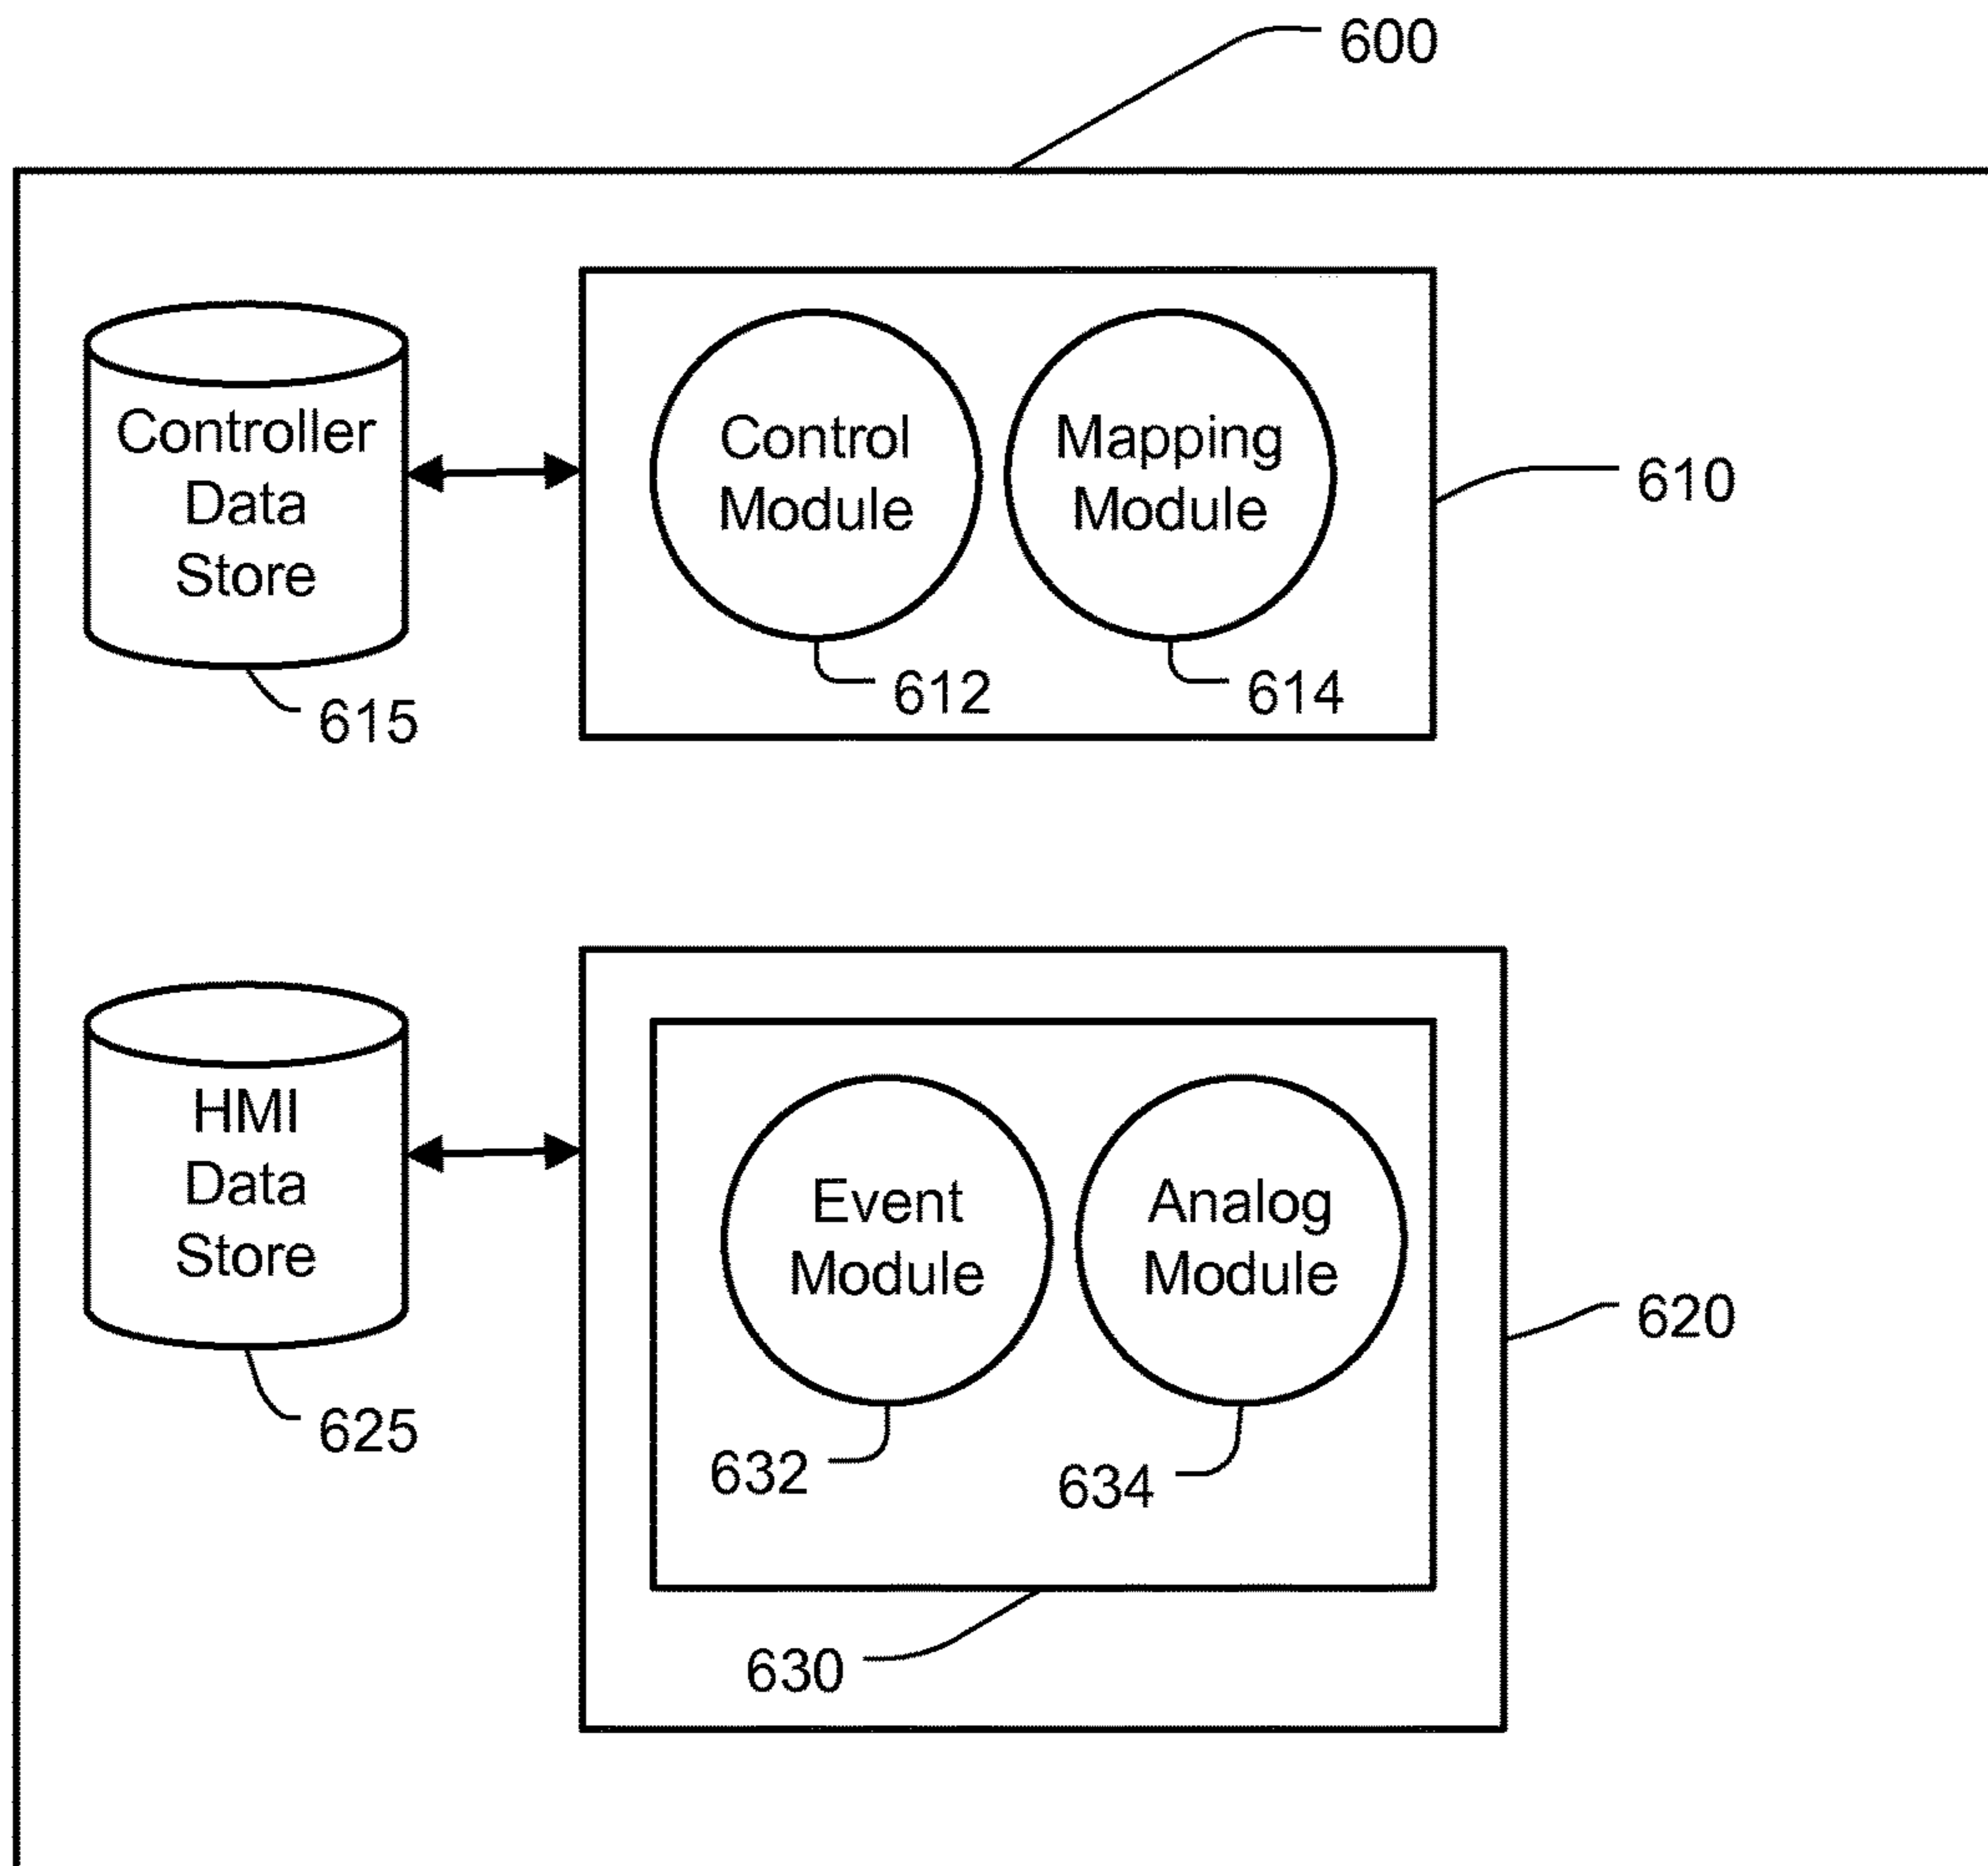 600
Controller
Data
Store
615
Control
Module
612
Mapping
Module
614
610
HMI
Data
Store
625
Event
Module
632
Analog
Module
634
620
630